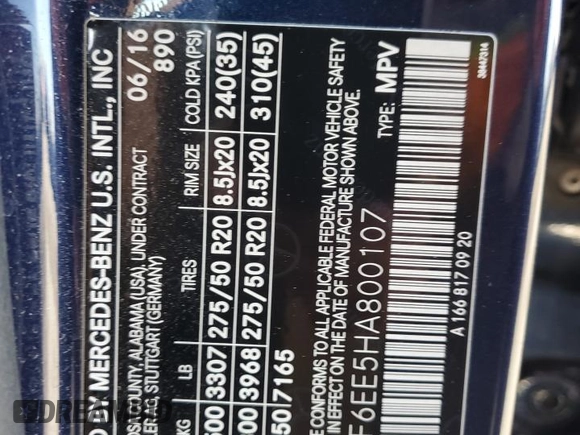 Y MERCEDES-BENZ U.S. INTL., INC
COUNTY, ALABAMA (USA), UNDER CONTRACT
STUTTGART (GERMANY)
06/16
890
KG LB TIRES RIM SIZE COLD KPA(PSI)
3307 275/50 R20 8.5Jx20 240(35)
3968 275/50 R20 8.5Jx20 310(45)
7165
TO ALL APPLICABLE FEDERAL MOTOR VEHICLE SAFETY
IN EFFECT ON THE DATE OF MANUFACTURE SHOWN ABOVE.
F6EE5HA800107 TYPE: MPV
A 166 817 09 20
38447314